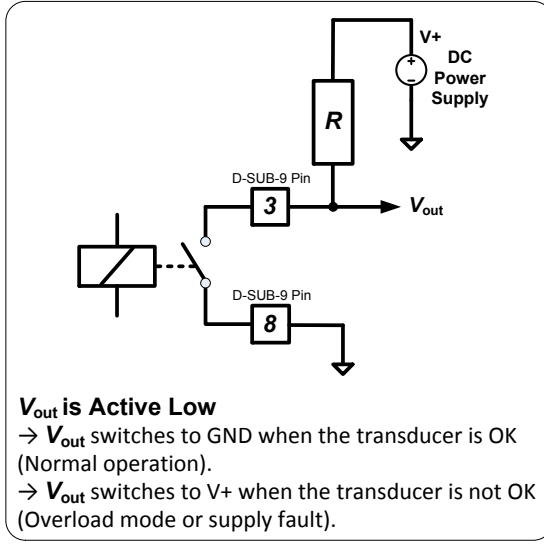 V+
DC
Power
Supply
R
D-SUB-9 Pin
3
Vout
D-SUB-9 Pin
8
Vout is Active Low
→ Vout switches to GND when the transducer is OK
(Normal operation).
→ Vout switches to V+ when the transducer is not OK
(Overload mode or supply fault).